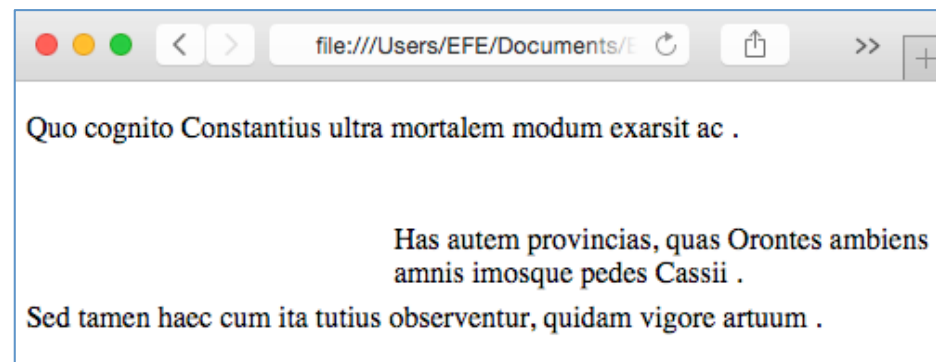 file:///Users/EFE/Documents/E
>>
Quo cognito Constantius ultra mortalem modum exarsit ac .
Has autem provincias, quas Orontes ambiens
amnis imosque pedes Cassii .
Sed tamen haec cum ita tutius observentur, quidam vigore artuum .